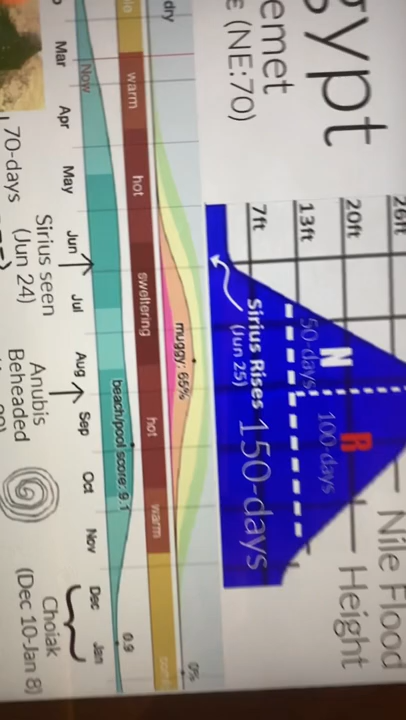 ypt
emet
(NE:70)
26ft
20ft
13ft
7ft
Nile Flood
Height
N
R
50-days
100-days
150-days
Sirius Rises
(Jun 25)
dry
muggy: 65%
0%
warm
hot
sweltering
hot
warm
Now
beach/pool score: 9.1
0.9
Mar
Apr
May
Jun
Jul
Aug
Sep
Oct
Nov
Dec
Jan
70-days
Sirius seen
(Jun 24)
Anubis
Beheaded
Choiak
(Dec 10-Jan 8)